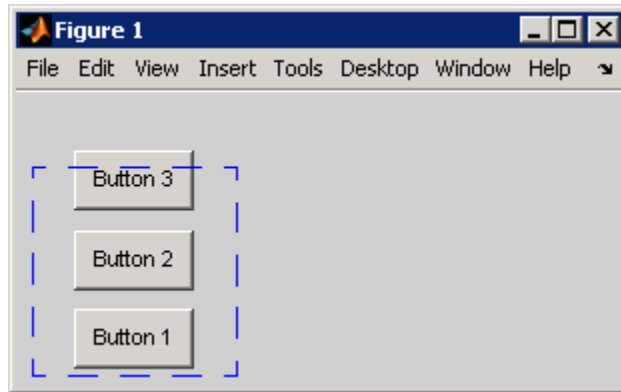 Figure 1
File Edit View Insert Tools Desktop Window Help
Button 3
Button 2
Button 1